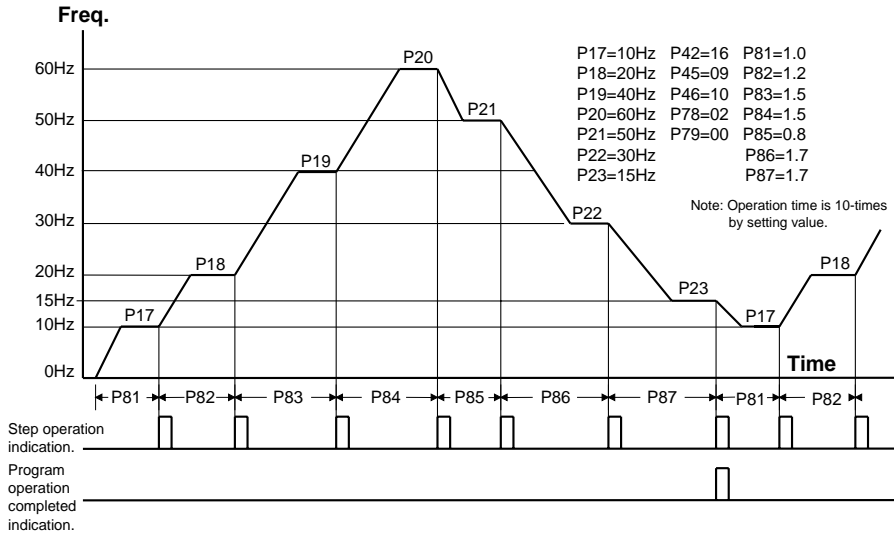 Freq.
60Hz
50Hz
40Hz
30Hz
20Hz
15Hz
10Hz
0Hz
P17
P18
P19
P20
P21
P22
P23
P17
P18
P17=10Hz P42=16 P81=1.0
P18=20Hz P45=09 P82=1.2
P19=40Hz P46=10 P83=1.5
P20=60Hz P78=02 P84=1.5
P21=50Hz P79=00 P85=0.8
P22=30Hz P86=1.7
P23=15Hz P87=1.7
Note: Operation time is 10-times
by setting value.
Time
P81 P82 P83 P84 P85 P86 P87 P81 P82
Step operation
indication.
Program
operation
completed
indication.